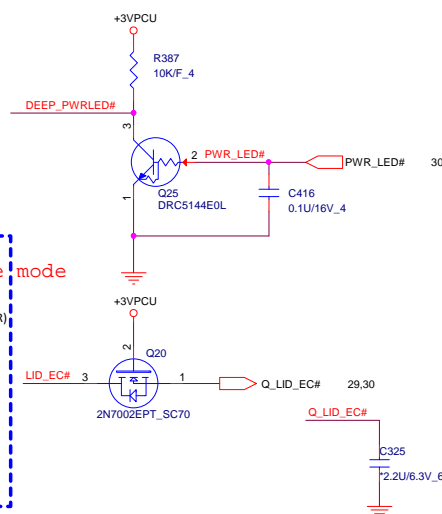 +3VPCU
R387
10K/F_4
DEEP_PWRLED#
3
2
PWR_LED#
PWR_LED#
30
Q25
DRC5144E0L
1
C416
0.1U/16V_4
mode
+3VPCU
R)
2
Q20
LID_EC#
3
1
Q_LID_EC#
29,30
2N7002EPT_SC70
Q_LID_EC#
C325
*2.2U/6.3V_6